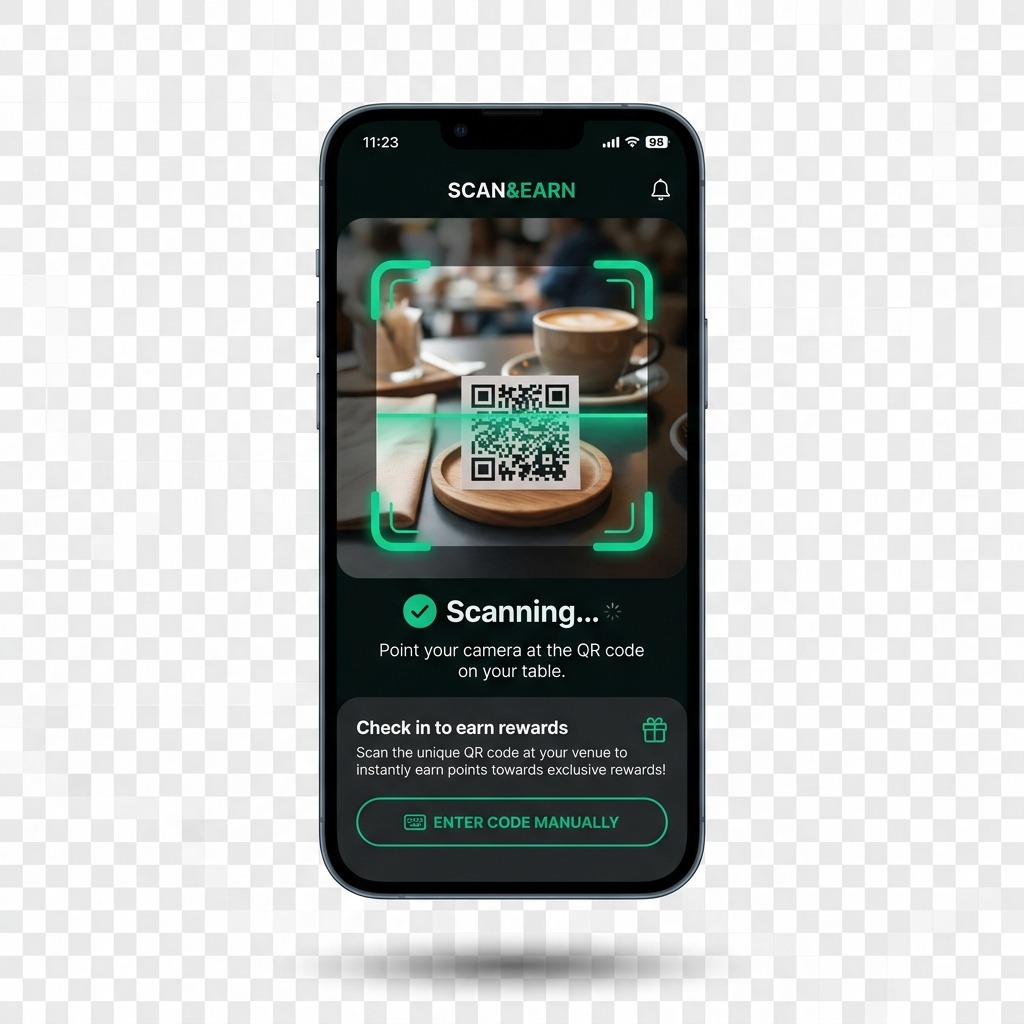 11:23
98
SCAN&EARN
Scanning...
Point your camera at the QR code
on your table.
Check in to earn rewards
Scan the unique QR code at your venue to
instantly earn points towards exclusive rewards!
ENTER CODE MANUALLY